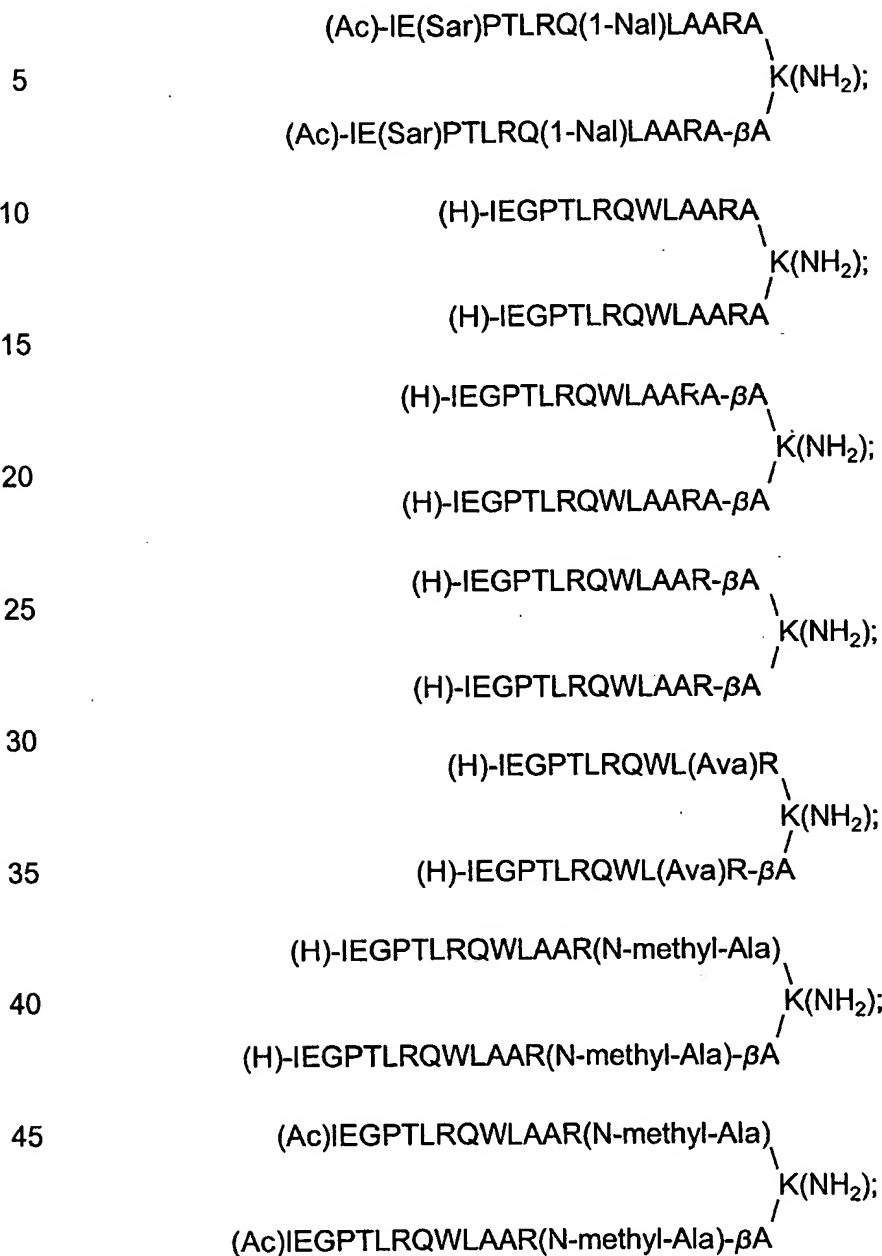 (Ac)-IE(Sar)PTLRQ(1-Nal)LAARA
5 K(NH₂);
(Ac)-IE(Sar)PTLRQ(1-Nal)LAARA-βA
10 (H)-IEGPTLRQWLAARA
K(NH₂);
(H)-IEGPTLRQWLAARA
15
(H)-IEGPTLRQWLAARA-βA
K(NH₂);
20
(H)-IEGPTLRQWLAARA-βA
(H)-IEGPTLRQWLAAR-βA
25
K(NH₂);
(H)-IEGPTLRQWLAAR-βA
30
(H)-IEGPTLRQWL(Ava)R
K(NH₂);
35 (H)-IEGPTLRQWL(Ava)R-βA
(H)-IEGPTLRQWLAAR(N-methyl-Ala)
40 K(NH₂);
(H)-IEGPTLRQWLAAR(N-methyl-Ala)-βA
45 (Ac)IEGPTLRQWLAAR(N-methyl-Ala)
K(NH₂);
(Ac)IEGPTLRQWLAAR(N-methyl-Ala)-βA